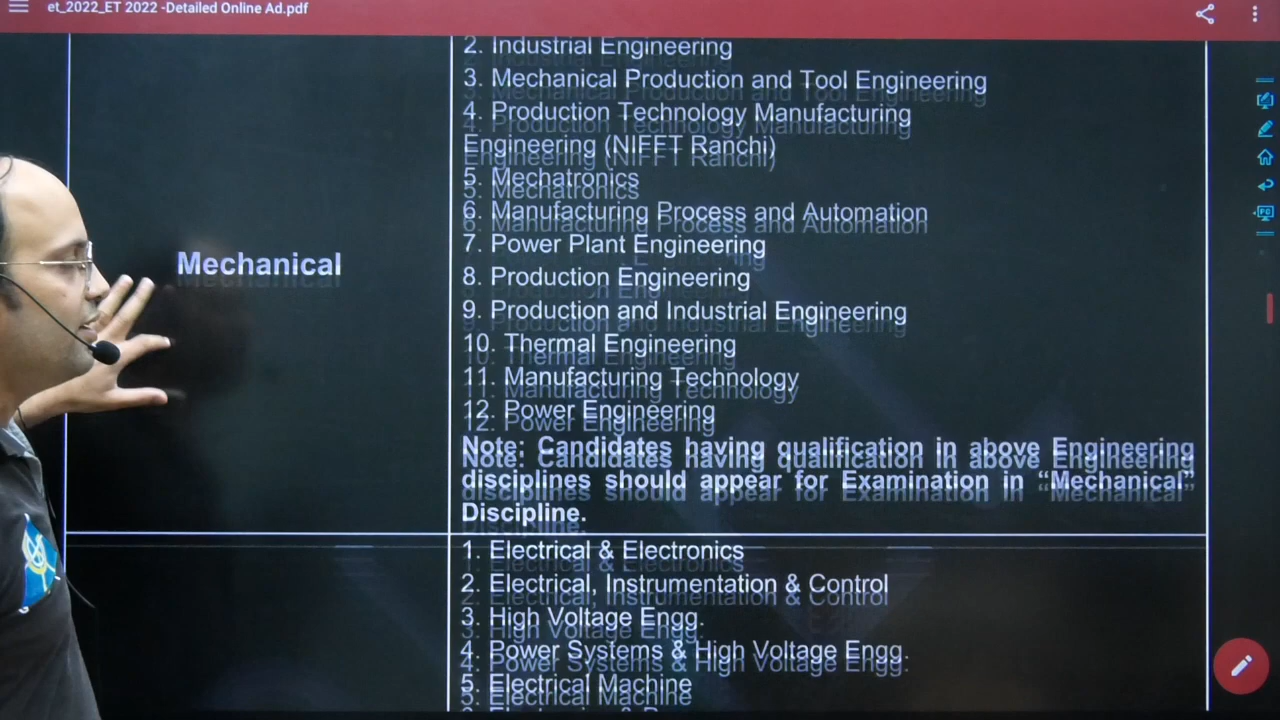 et_2022_ET 2022 -Detailed Online Ad.pdf
2. Industrial Engineering
3. Mechanical Production and Tool Engineering
4. Production Technology Manufacturing
Engineering (NIFFT Ranchi)
5. Mechatronics
6. Manufacturing Process and Automation
Mechanical
7. Power Plant Engineering
8. Production Engineering
9. Production and Industrial Engineering
10. Thermal Engineering
11. Manufacturing Technology
12. Power Engineering
Note: Candidates having qualification in above Engineering
disciplines should appear for Examination in “Mechanical”
Discipline.
1. Electrical & Electronics
2. Electrical, Instrumentation & Control
3. High Voltage Engg.
4. Power Systems & High Voltage Engg.
5. Electrical Machine